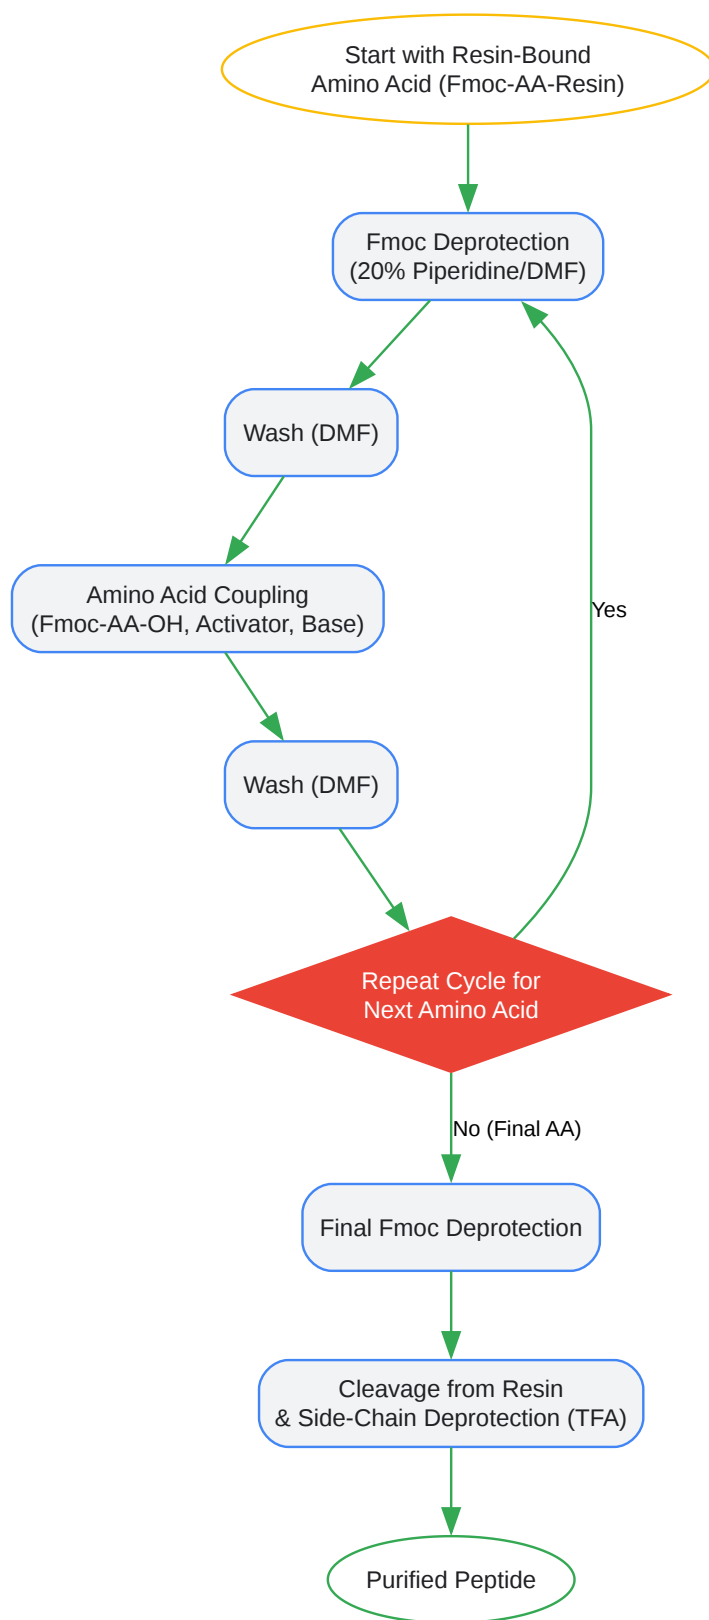 Start with Resin-Bound
Amino Acid (Fmoc-AA-Resin)
Fmoc Deprotection
(20% Piperidine/DMF)
Wash (DMF)
Amino Acid Coupling
(Fmoc-AA-OH, Activator, Base)
Yes
Wash (DMF)
Repeat Cycle for
Next Amino Acid
No (Final AA)
Final Fmoc Deprotection
Cleavage from Resin
& Side-Chain Deprotection (TFA)
Purified Peptide